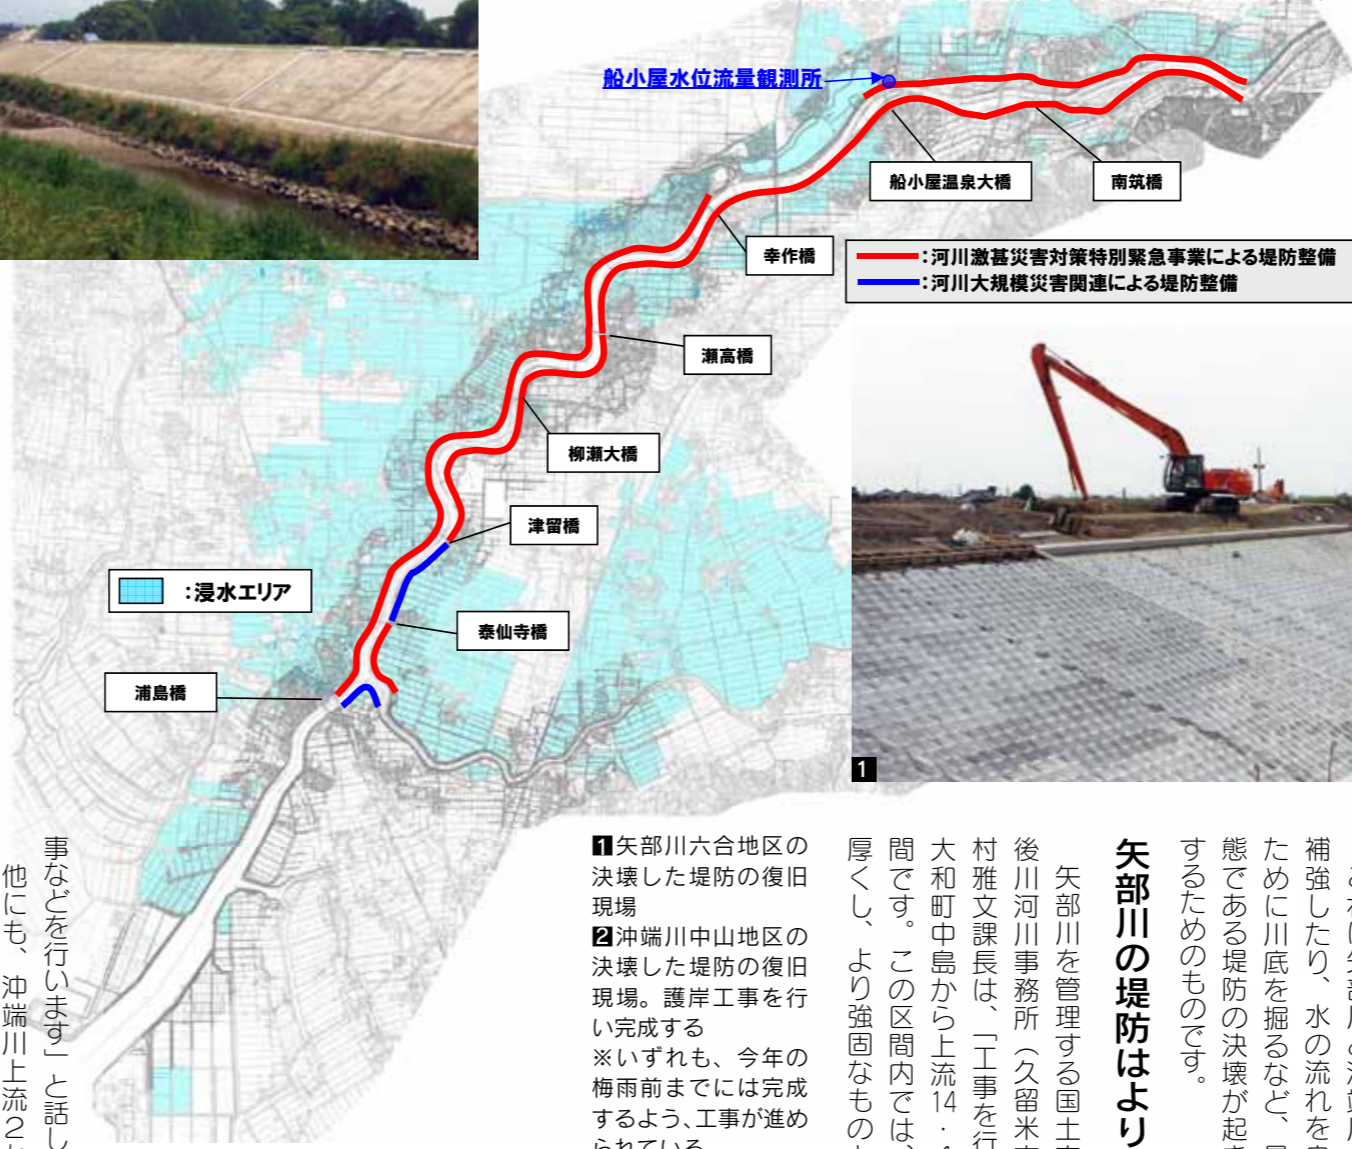 船小屋水位流量観測所
船小屋温泉大橋
南筑橋
幸作橋
:河川激甚災害対策特別緊急事業による堤防整備
:河川大規模災害関連による堤防整備
瀬高橋
柳瀬大橋
津留橋
:浸水エリア
泰仙寺橋
浦島橋
1
補強したり、水の流れを
ために川底を掘るなど、
態である堤防の決壊が起き
するためのものです。
矢部川の堤防はより
矢部川を管理する国土
後川河川事務所（久留米
村雅文課長は、「工事を行
大和町中島から上流14・
間です。この区間内では、
厚くし、より強固なものと
1矢部川六合地区の
決壊した堤防の復旧
現場
2沖端川中山地区の
決壊した堤防の復旧
現場。護岸工事を行
い完成する
※いずれも、今年の
梅雨前までには完成
するよう、工事が進め
られている
事などを行います」と話し
他にも、沖端川上流２